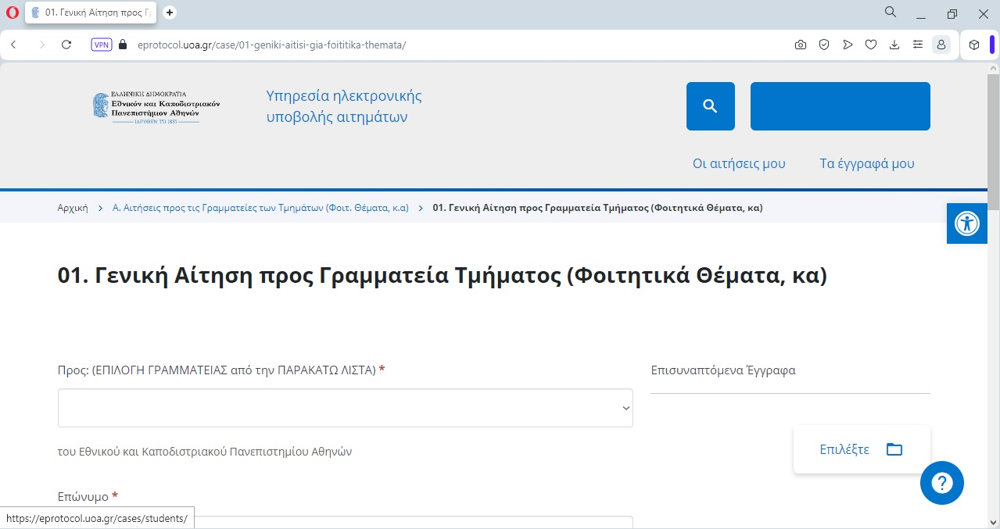 01. Γενική Αίτηση προς Γρ
VPN
eprotocol.uoa.gr/case/01-geniki-aitisi-gia-foititika-themata/
ΕΛΛΗΝΙΚΗ ΔΗΜΟΚΡΑΤΙΑ
Εθνικόν και Καποδιστριακόν
Πανεπιστήμιον Αθηνών
ΙΔΡΥΘΕΝ ΤΟ 1837
Υπηρεσία ηλεκτρονικής
υποβολής αιτημάτων
Οι αιτήσεις μου
Τα έγγραφά μου
Αρχική > Α. Αιτήσεις προς τις Γραμματείες των Τμημάτων (Φοιτ. Θέματα, κ.α) > 01. Γενική Αίτηση προς Γραμματεία Τμήματος (Φοιτητικά Θέματα, κα)
01. Γενική Αίτηση προς Γραμματεία Τμήματος (Φοιτητικά Θέματα, κα)
Προς: (ΕΠΙΛΟΓΗ ΓΡΑΜΜΑΤΕΙΑΣ από την ΠΑΡΑΚΑΤΩ ΛΙΣΤΑ) *
Επισυναπτόμενα Έγγραφα
του Εθνικού και Καποδιστριακού Πανεπιστημίου Αθηνών
Επιλέξτε
Επώνυμο *
https://eprotocol.uoa.gr/cases/students/